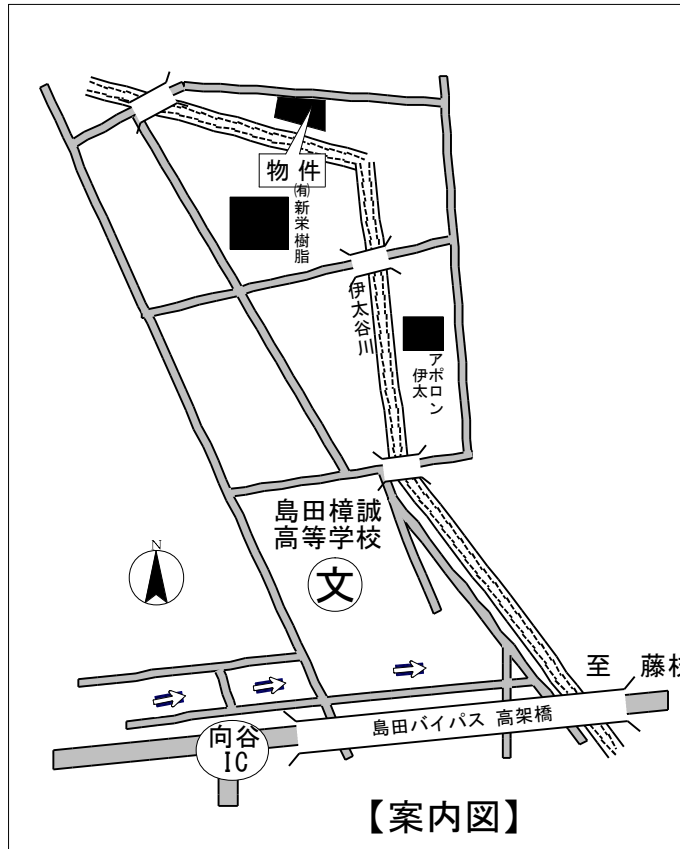 物件
㈲新栄樹脂
伊太谷川
アポロン
伊太
島田樟誠
高等学校
文
N
至 藤枝
向谷
IC
島田バイパス 高架橋
【案内図】